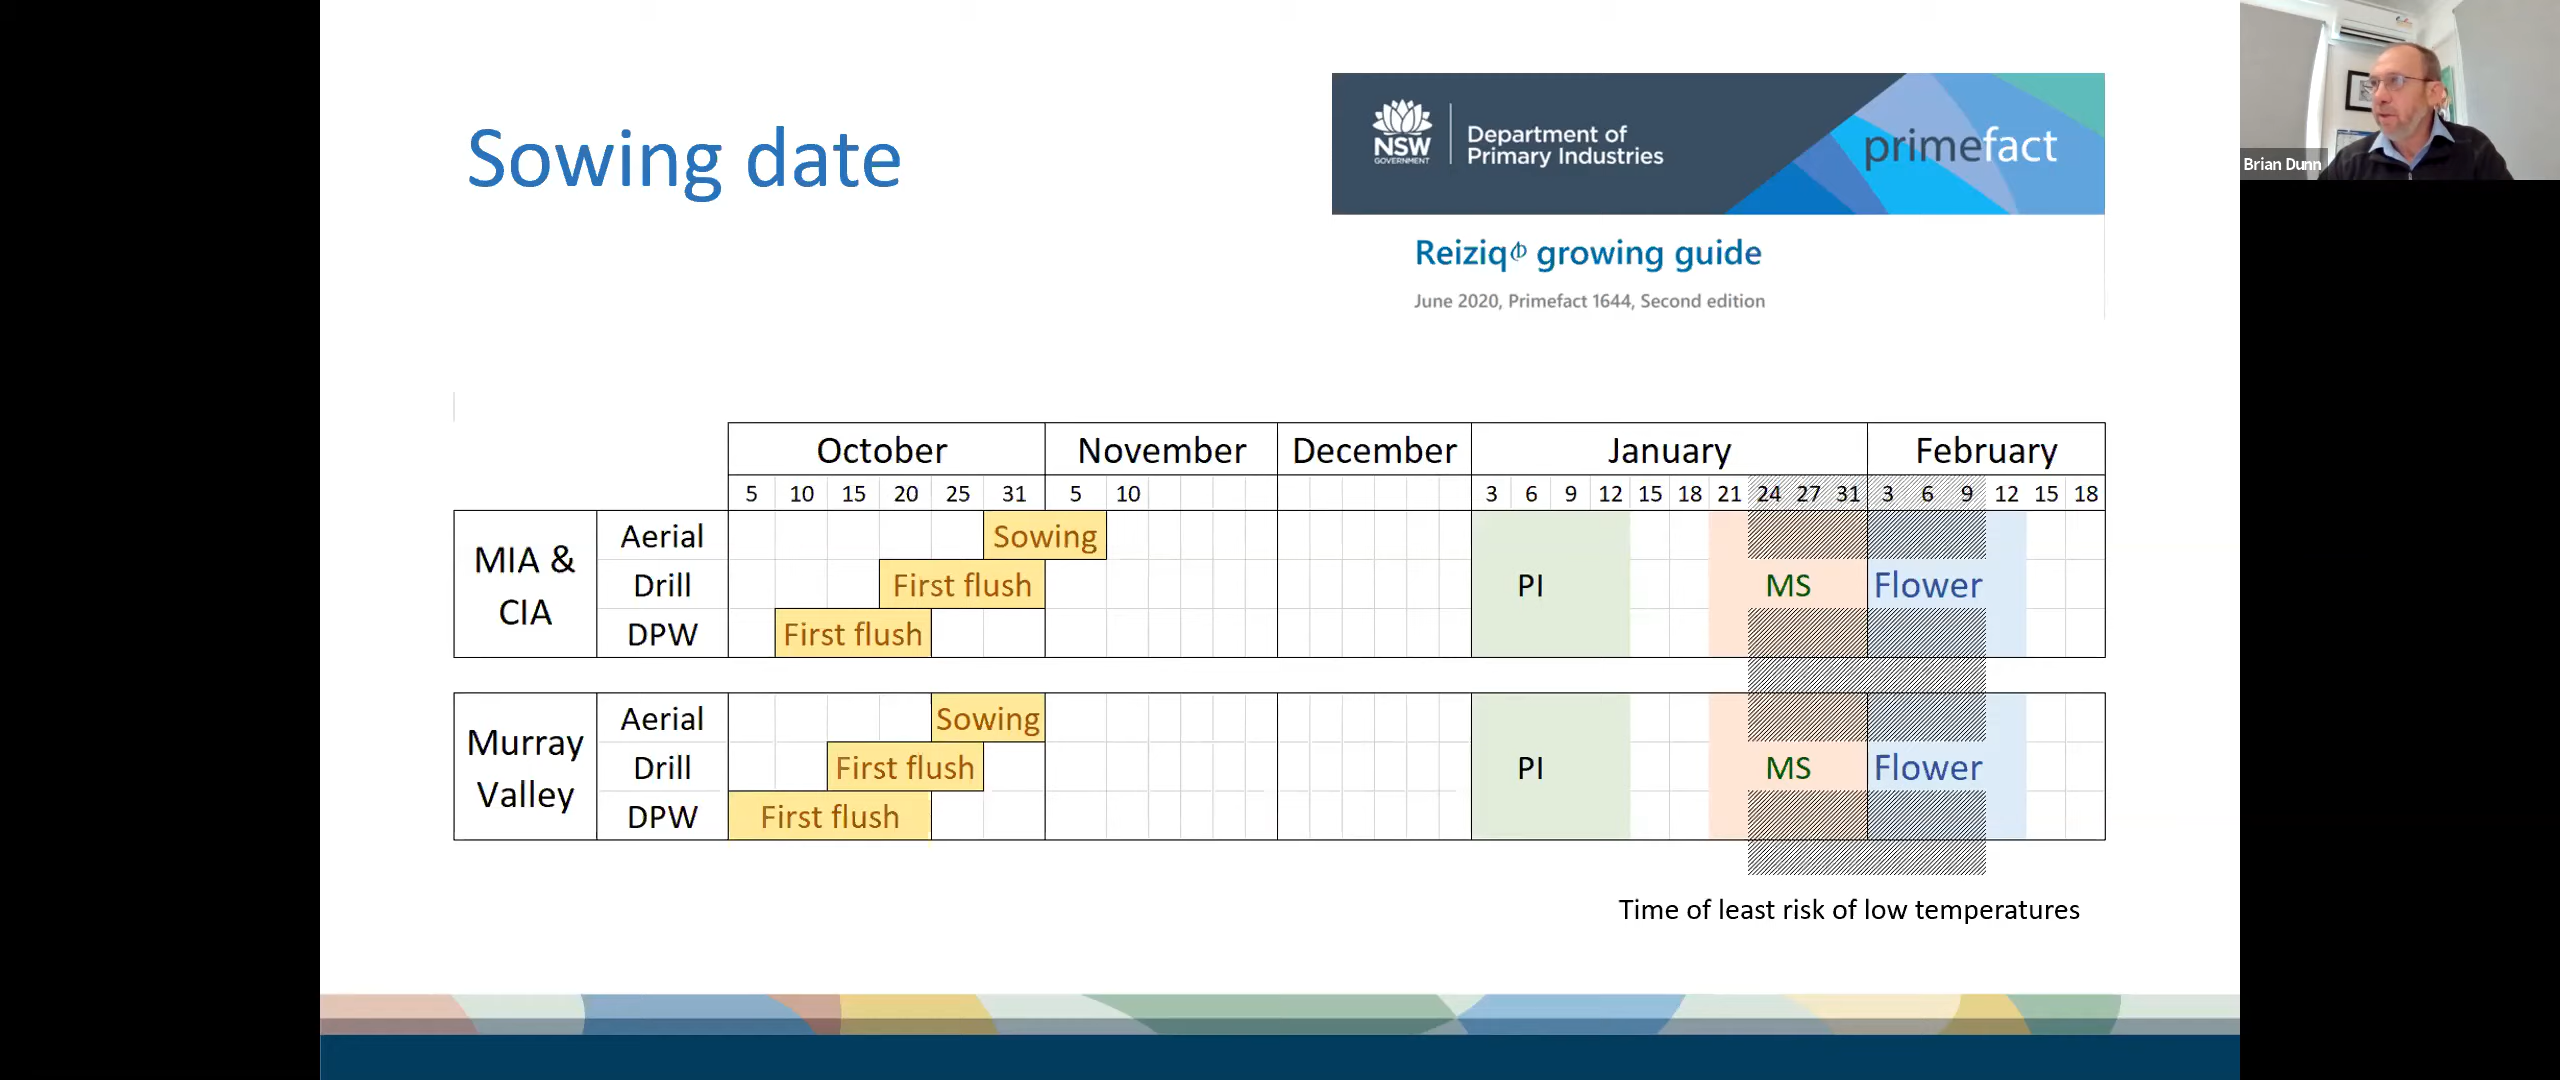 Sowing date
NSW
GOVERNMENT
Department of
Primary Industries
primefact
Reiziq growing guide
June 2020, Primefact 1644, Second edition
Brian Dunn
October November December January February
5 10 15 20 25 31 5 10 3 6 9 12 15 18 21 24 27 31 3 6 9 12 15 18
MIA &
CIA
Aerial Sowing
Drill First flush PI MS Flower
DPW First flush
Murray
Valley
Aerial Sowing
Drill First flush PI MS Flower
DPW First flush
Time of least risk of low temperatures